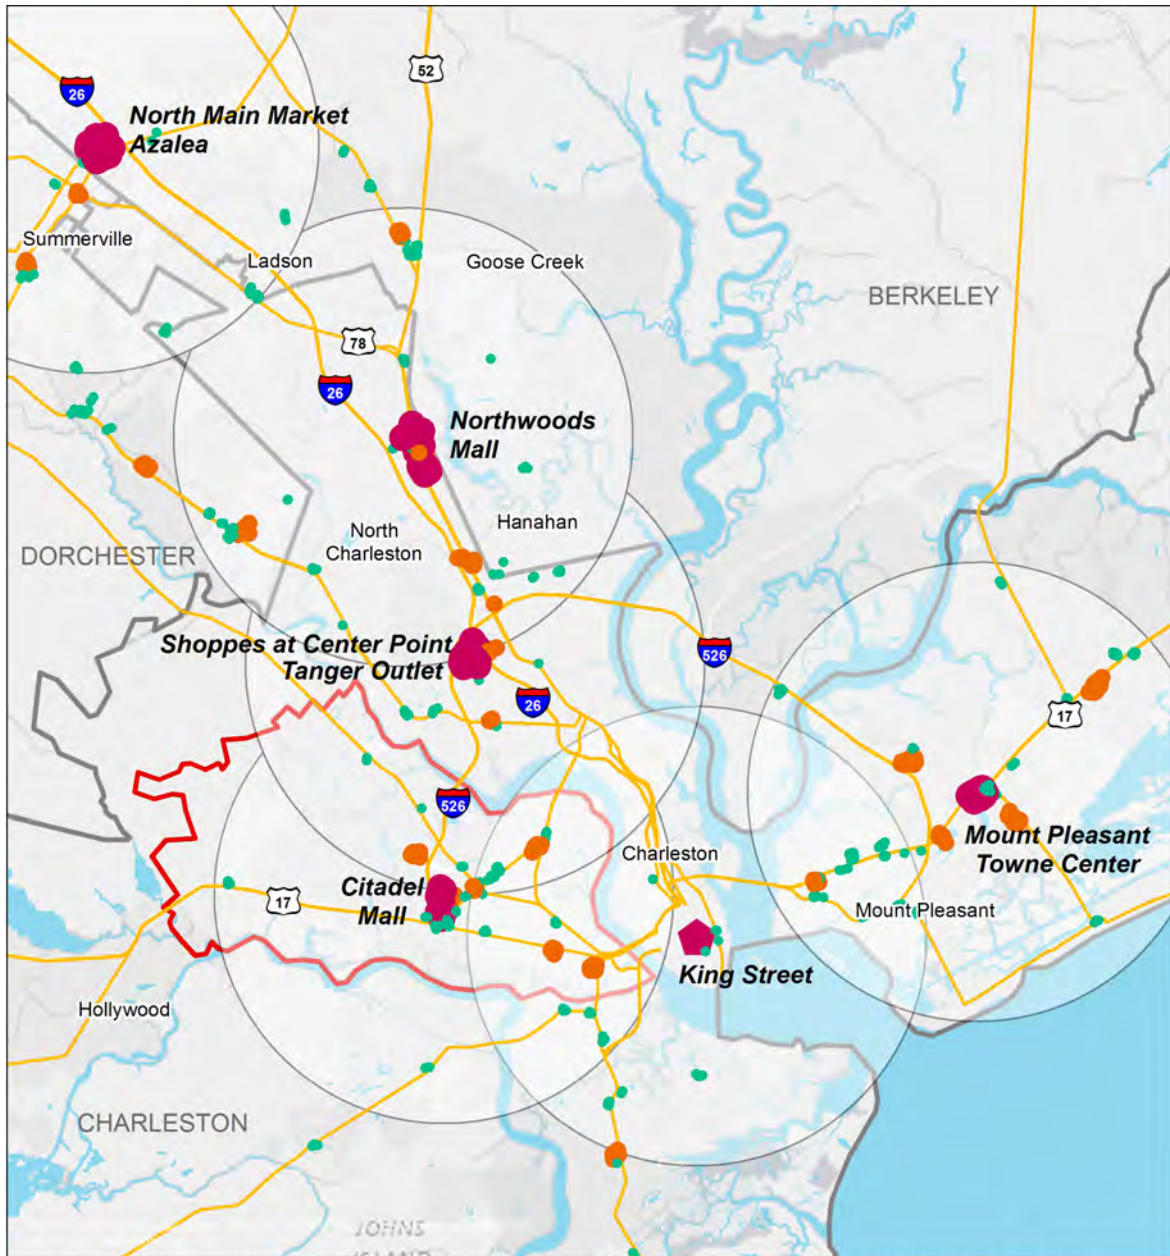 52
26
North Main Market
Azalea
Summerville
Ladson
Goose Creek
BERKELEY
78
26
Northwoods
Mall
North
Charleston
Hanahan
DORCHESTER
Shoppes at Center Point
Tanger Outlet
526
26
17
526
Charleston
Mount Pleasant
Towne Center
Citadel
Mall
17
Mount Pleasant
King Street
Hollywood
CHARLESTON
JOHNS
ISLAND